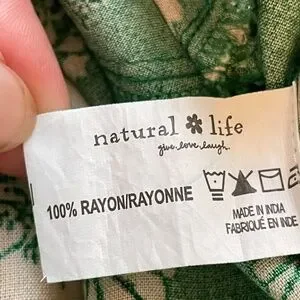 natural life
give.love.laugh.
100% RAYON/RAYONNE
MADE IN INDIA
FABRIQUÉ EN INDE